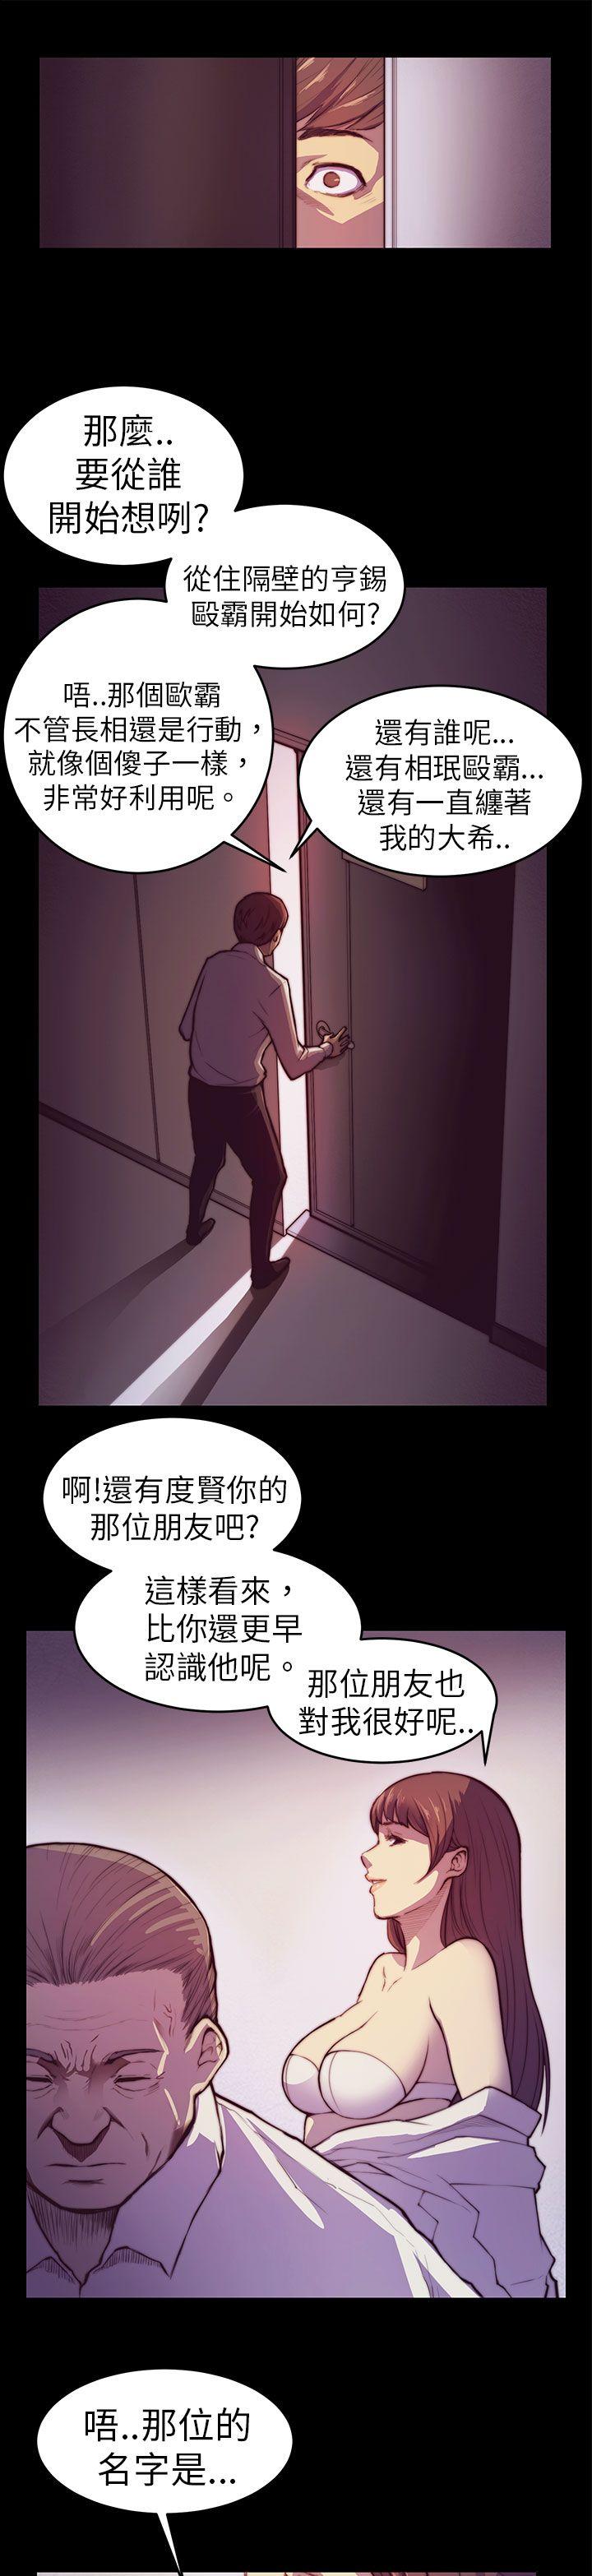 那麼..
要從誰
開始想咧?
從住隔壁的亨錫
毆霸開始如何?
唔..那個歐霸
不管長相還是行動，
就像個傻子一樣，
非常好利用呢。
還有誰呢...
還有相珉毆霸...
還有一直纏著
我的大希..
啊!還有度賢你的
那位朋友吧?
這樣看來，
比你還更早
認識他呢。
那位朋友也
對我很好呢..
唔..那位的
名字是...